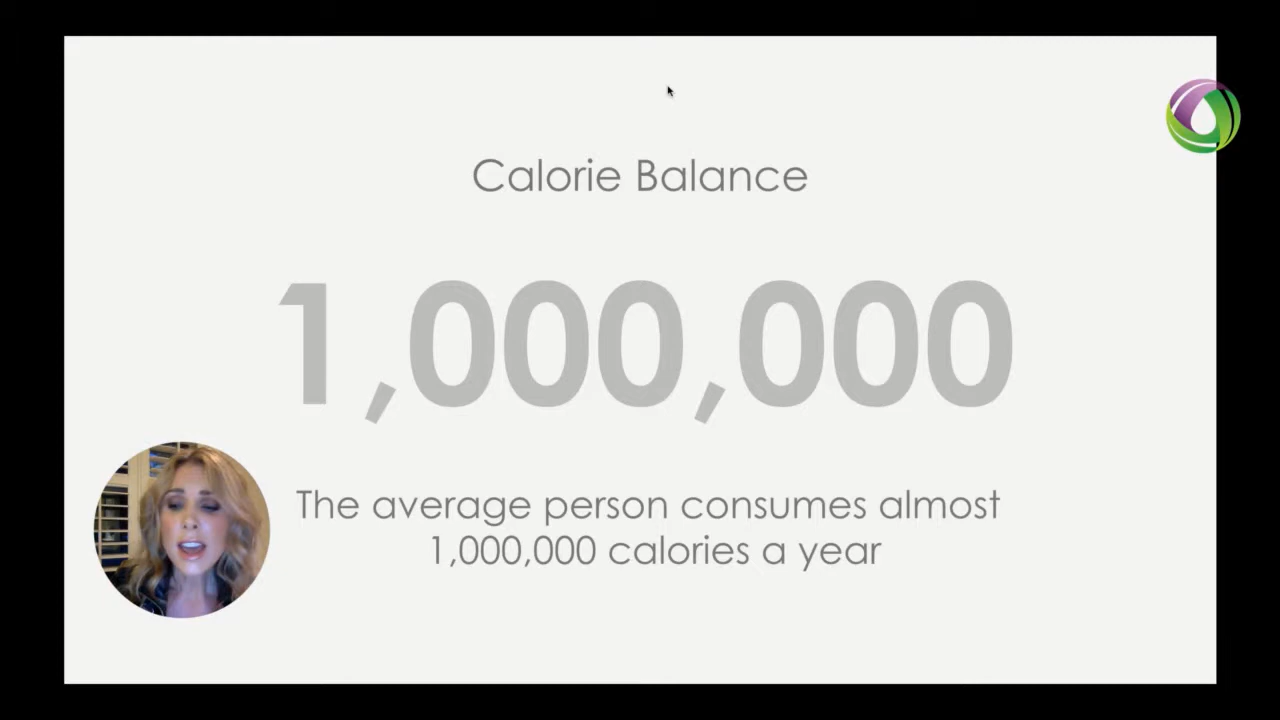 Calorie Balance
1,000,000
The average person consumes almost
1,000,000 calories a year